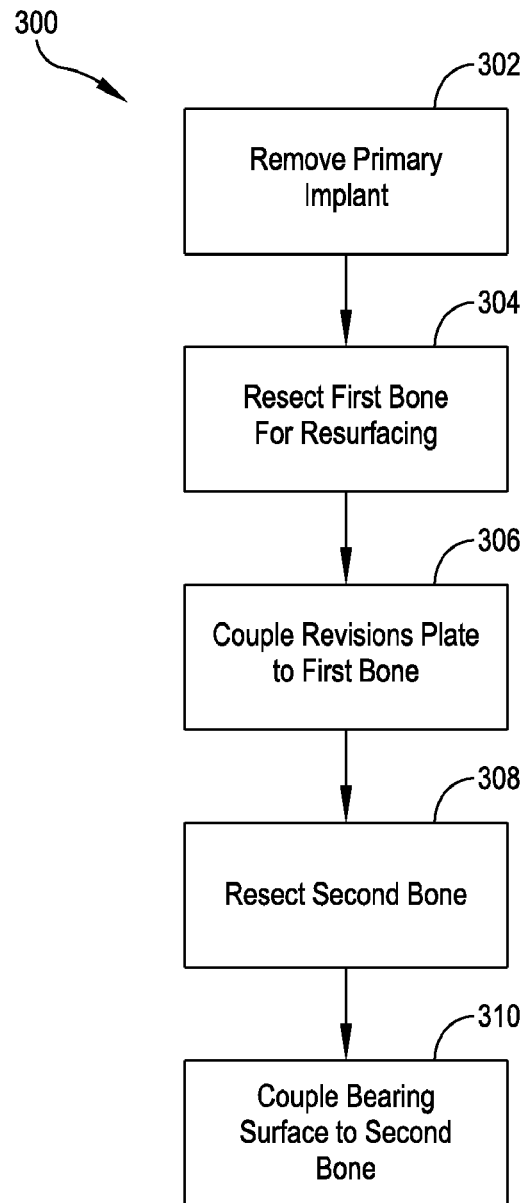 300
302
Remove Primary
Implant
304
Resect First Bone
For Resurfacing
306
Couple Revisions Plate
to First Bone
308
Resect Second Bone
310
Couple Bearing
Surface to Second
Bone